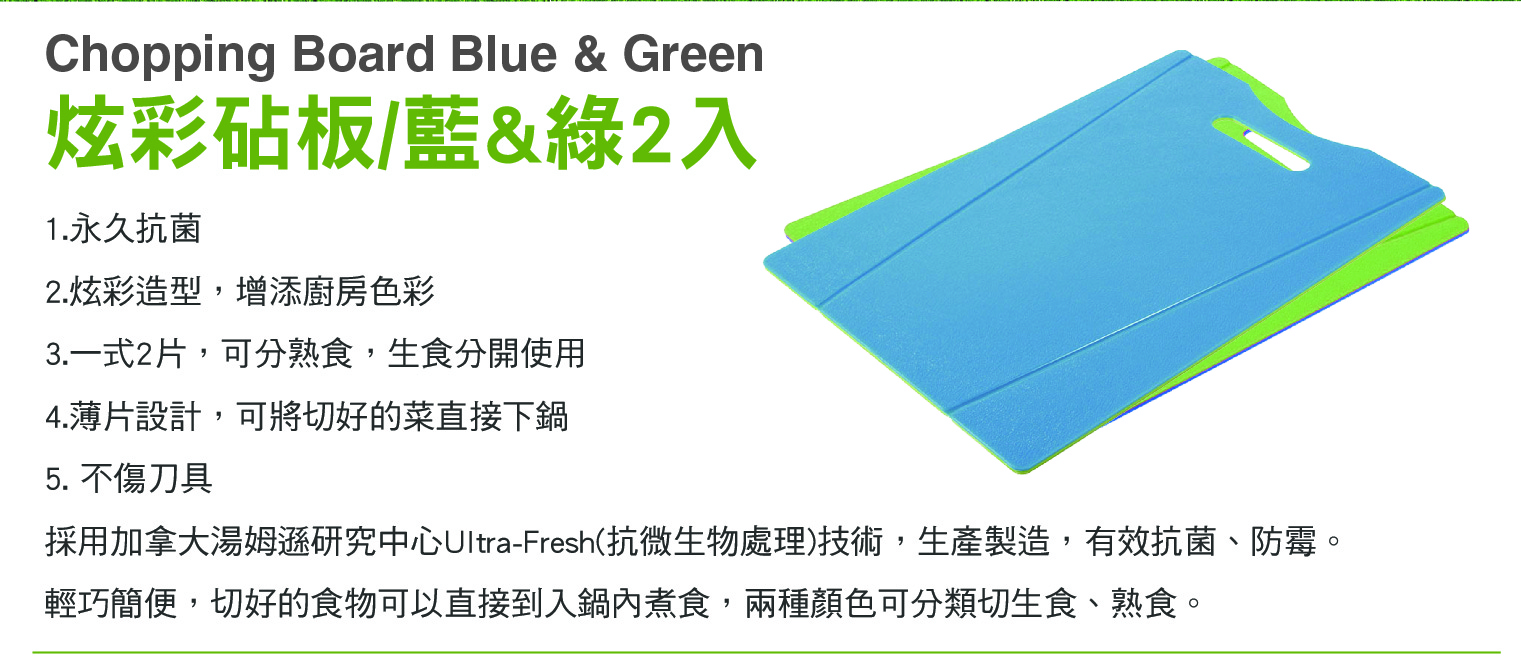 Chopping Board Blue & Green
炫彩砧板/藍&綠2入
1.永久抗菌
2.炫彩造型，增添廚房色彩
3.一式2片，可分熟食，生食分開使用
4.薄片設計，可將切好的菜直接下鍋
5. 不傷刀具
採用加拿大湯姆遜研究中心Ultra-Fresh(抗微生物處理)技術，生產製造，有效抗菌、防霉。
輕巧簡便，切好的食物可以直接到入鍋內煮食，兩種顏色可分類切生食、熟食。